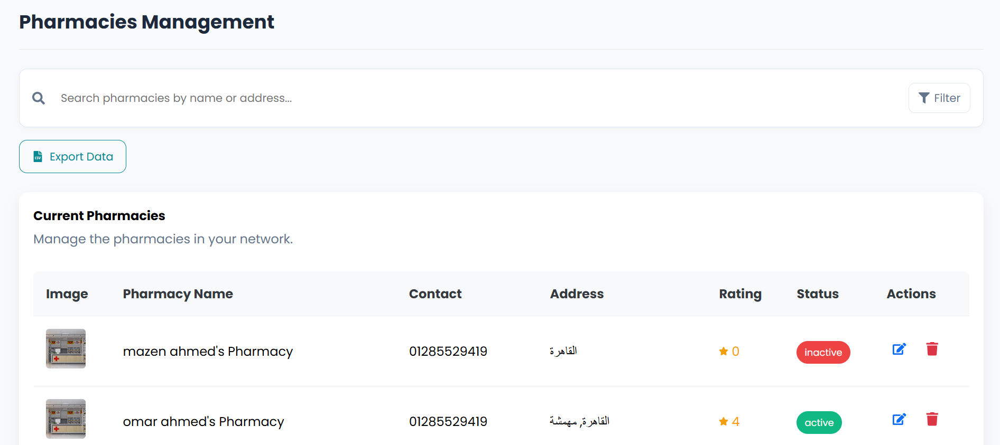 Pharmacies Management
Search pharmacies by name or address...
Filter
Export Data
Current Pharmacies
Manage the pharmacies in your network.
Image Pharmacy Name Contact Address Rating Status Actions
mazen ahmed's Pharmacy 01285529419 القاهرة 0 inactive
omar ahmed's Pharmacy 01285529419 القاهرة, مهمشة 4 active